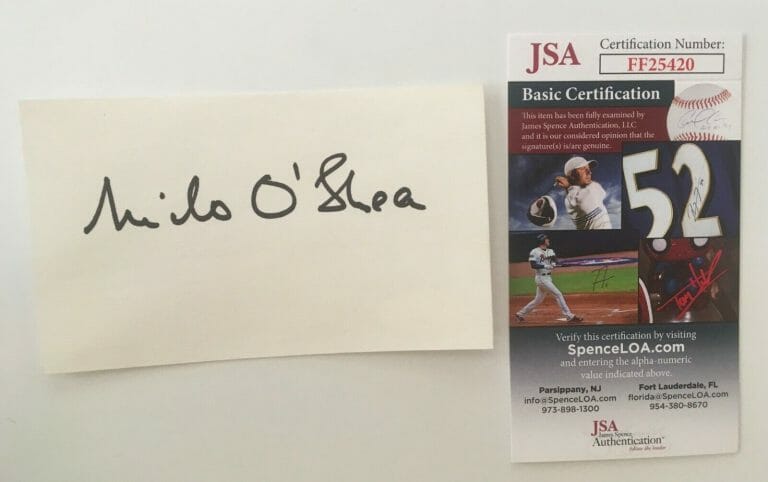 Milo O'Shea
JSA
Certification Number:
FF25420
Basic Certification
This item has been fully examined by
James Spence Authentication, LLC
and it is our considered opinion that the
signature(s) is/are genuine.
52
Verify this certification by visiting
SpenceLOA.com
and entering the alpha-numeric
value indicated above.
Parsippany, NJ
info@SpenceLOA.com
973-898-1300
Fort Lauderdale, FL
florida@SpenceLOA.com
954-380-8670
JSA
James Spence
Authentication
follow the leader